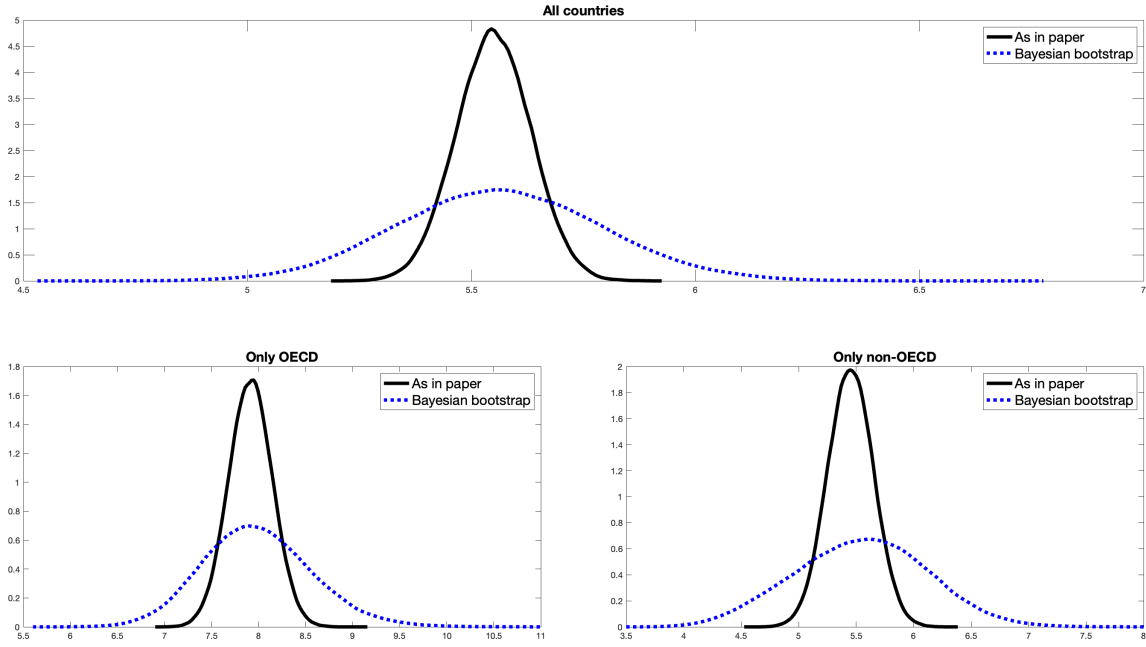 All countries
5
4.5
4
3.5
3
2.5
2
1.5
1
0.5
0
4.5 5 5.5 6 6.5 7
As in paper
Bayesian bootstrap
Only OECD
1.8
1.6
1.4
1.2
1
0.8
0.6
0.4
0.2
0
5.5 6 6.5 7 7.5 8 8.5 9 9.5 10 10.5 11
As in paper
Bayesian bootstrap
Only non-OECD
2
1.8
1.6
1.4
1.2
1
0.8
0.6
0.4
0.2
0
3.5 4 4.5 5 5.5 6 6.5 7 7.5 8
As in paper
Bayesian bootstrap